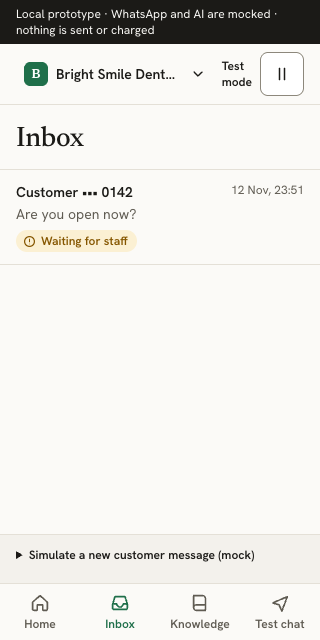 Local prototype · WhatsApp and AI are mocked ·
nothing is sent or charged
B
Bright Smile Dent...
Test
mode
Inbox
Customer ••• 0142
12 Nov, 23:51
Are you open now?
Waiting for staff
Simulate a new customer message (mock)
Home
Inbox
Knowledge
Test chat